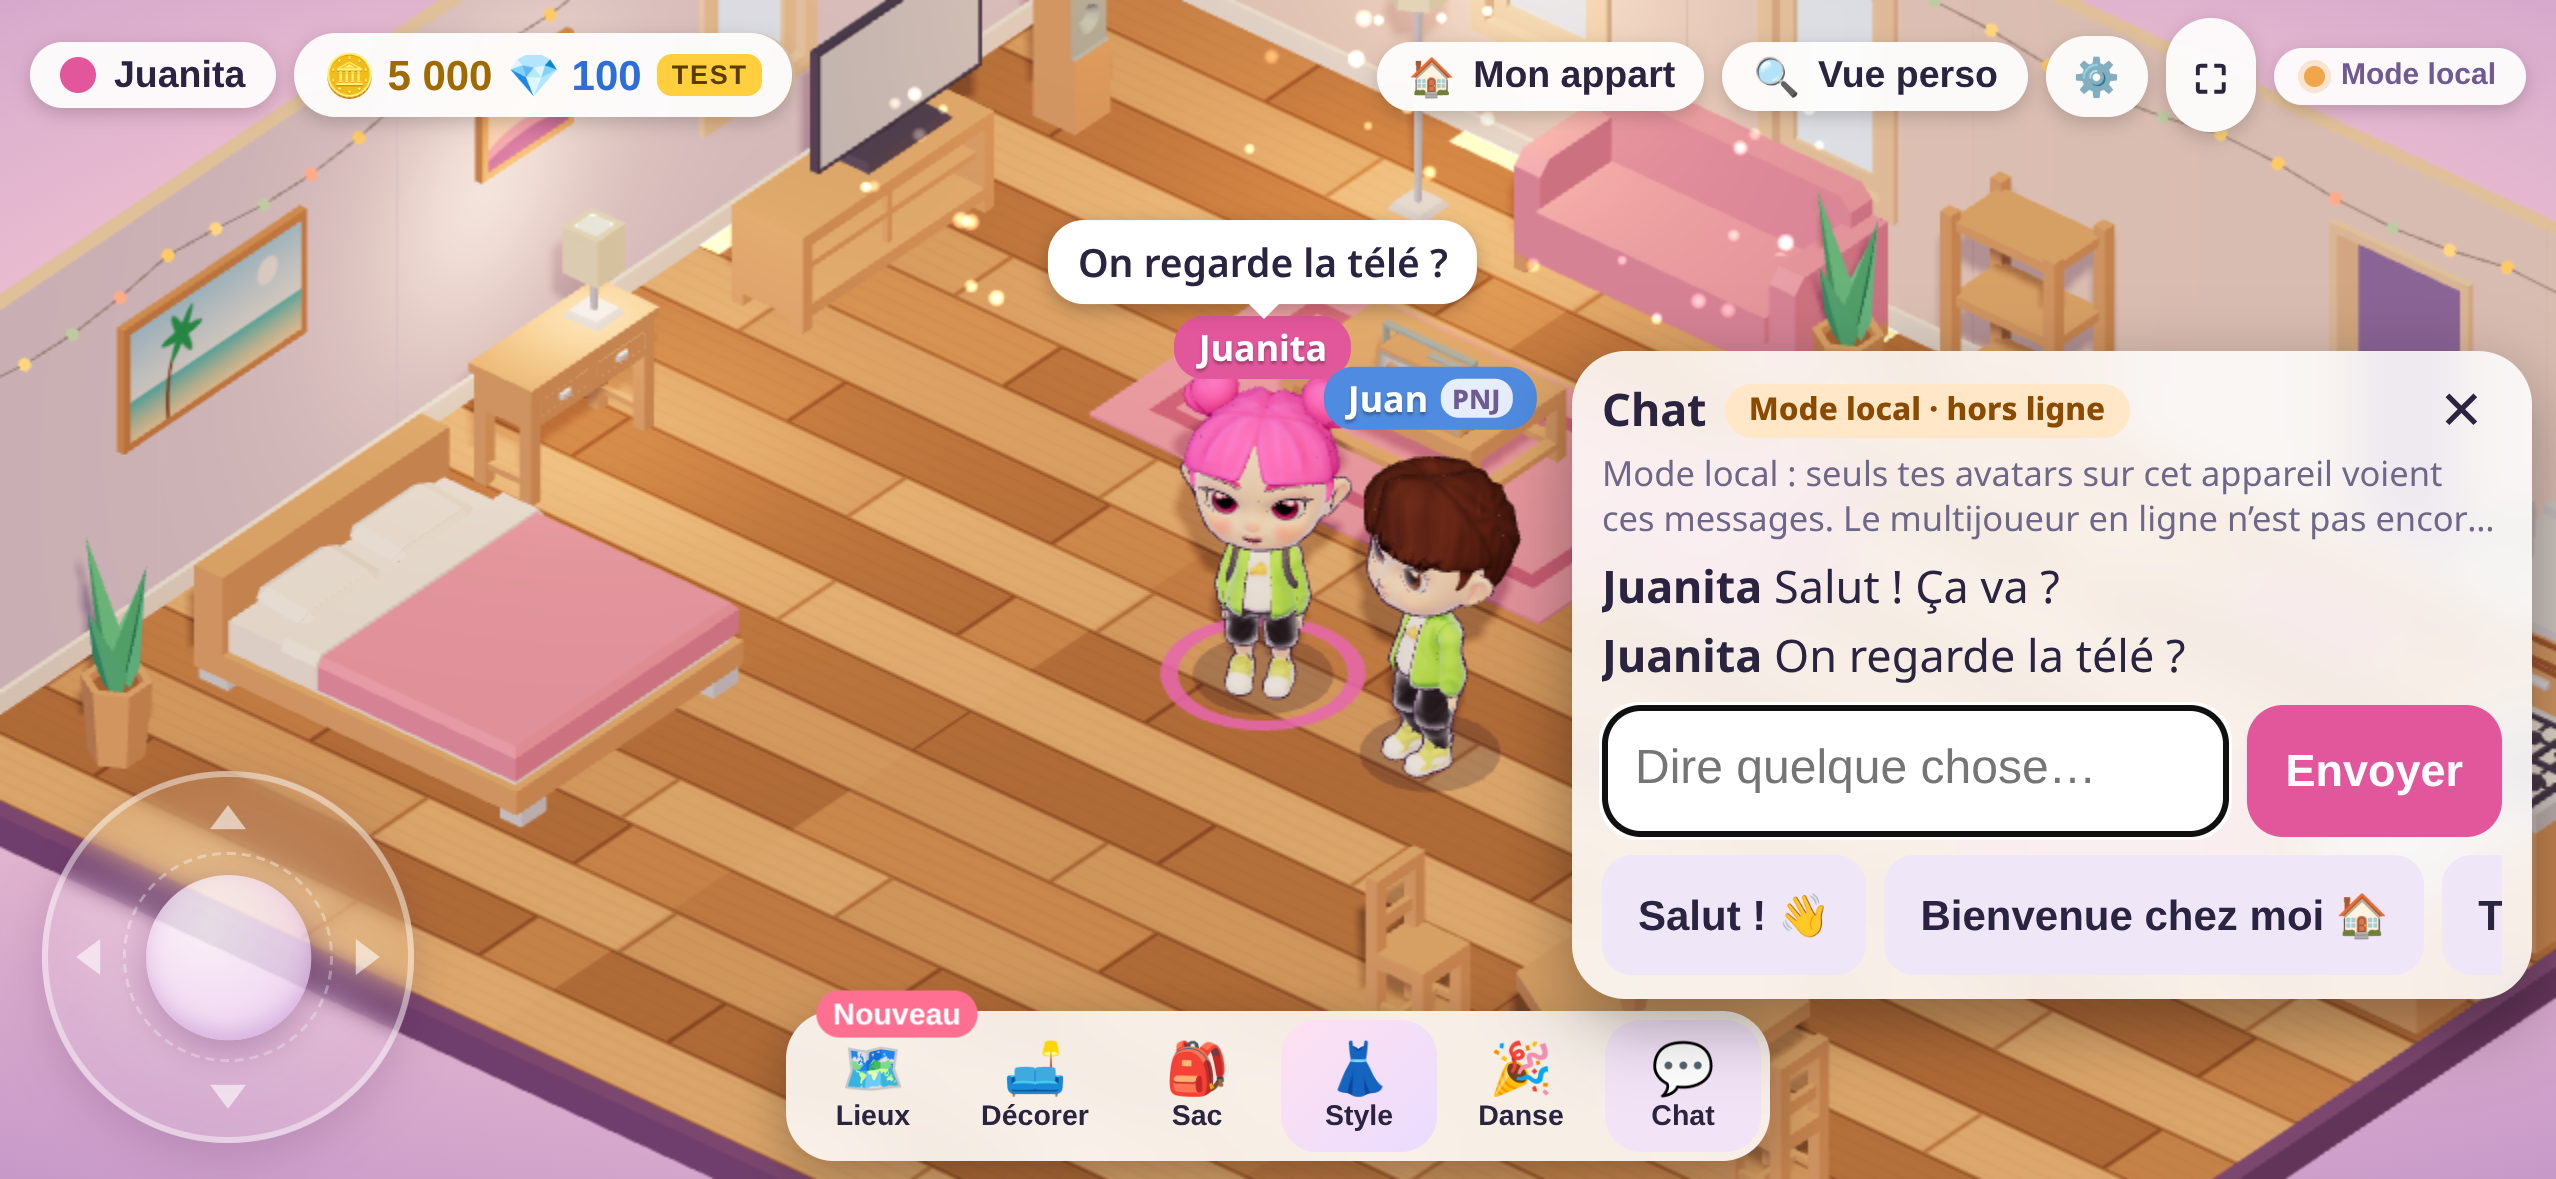 Juanita
5 000 100 TEST
Mon appart
Vue perso
Mode local
On regarde la télé ?
Juanita
Juan PNJ
Chat Mode local · hors ligne
Mode local : seuls tes avatars sur cet appareil voient
ces messages. Le multijoueur en ligne n’est pas encor…
Juanita Salut ! Ça va ?
Juanita On regarde la télé ?
Dire quelque chose…
Envoyer
Salut ! 👋
Bienvenue chez moi 🏠
T
Nouveau
Lieux
Décorer
Sac
Style
Danse
Chat